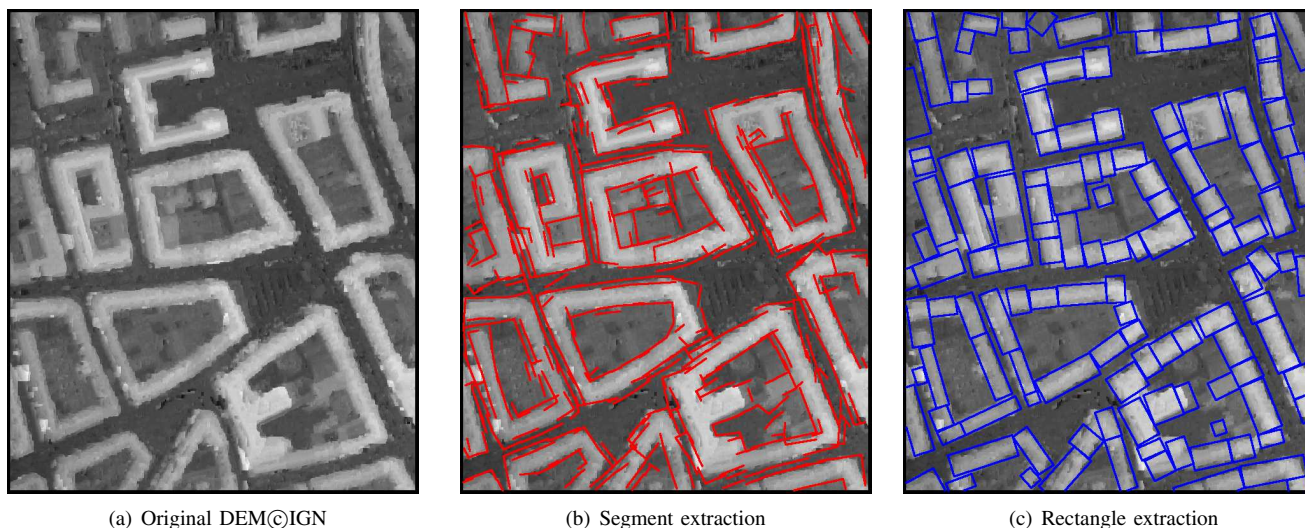 (a) Original DEM©IGN
(b) Segment extraction
(c) Rectangle extraction